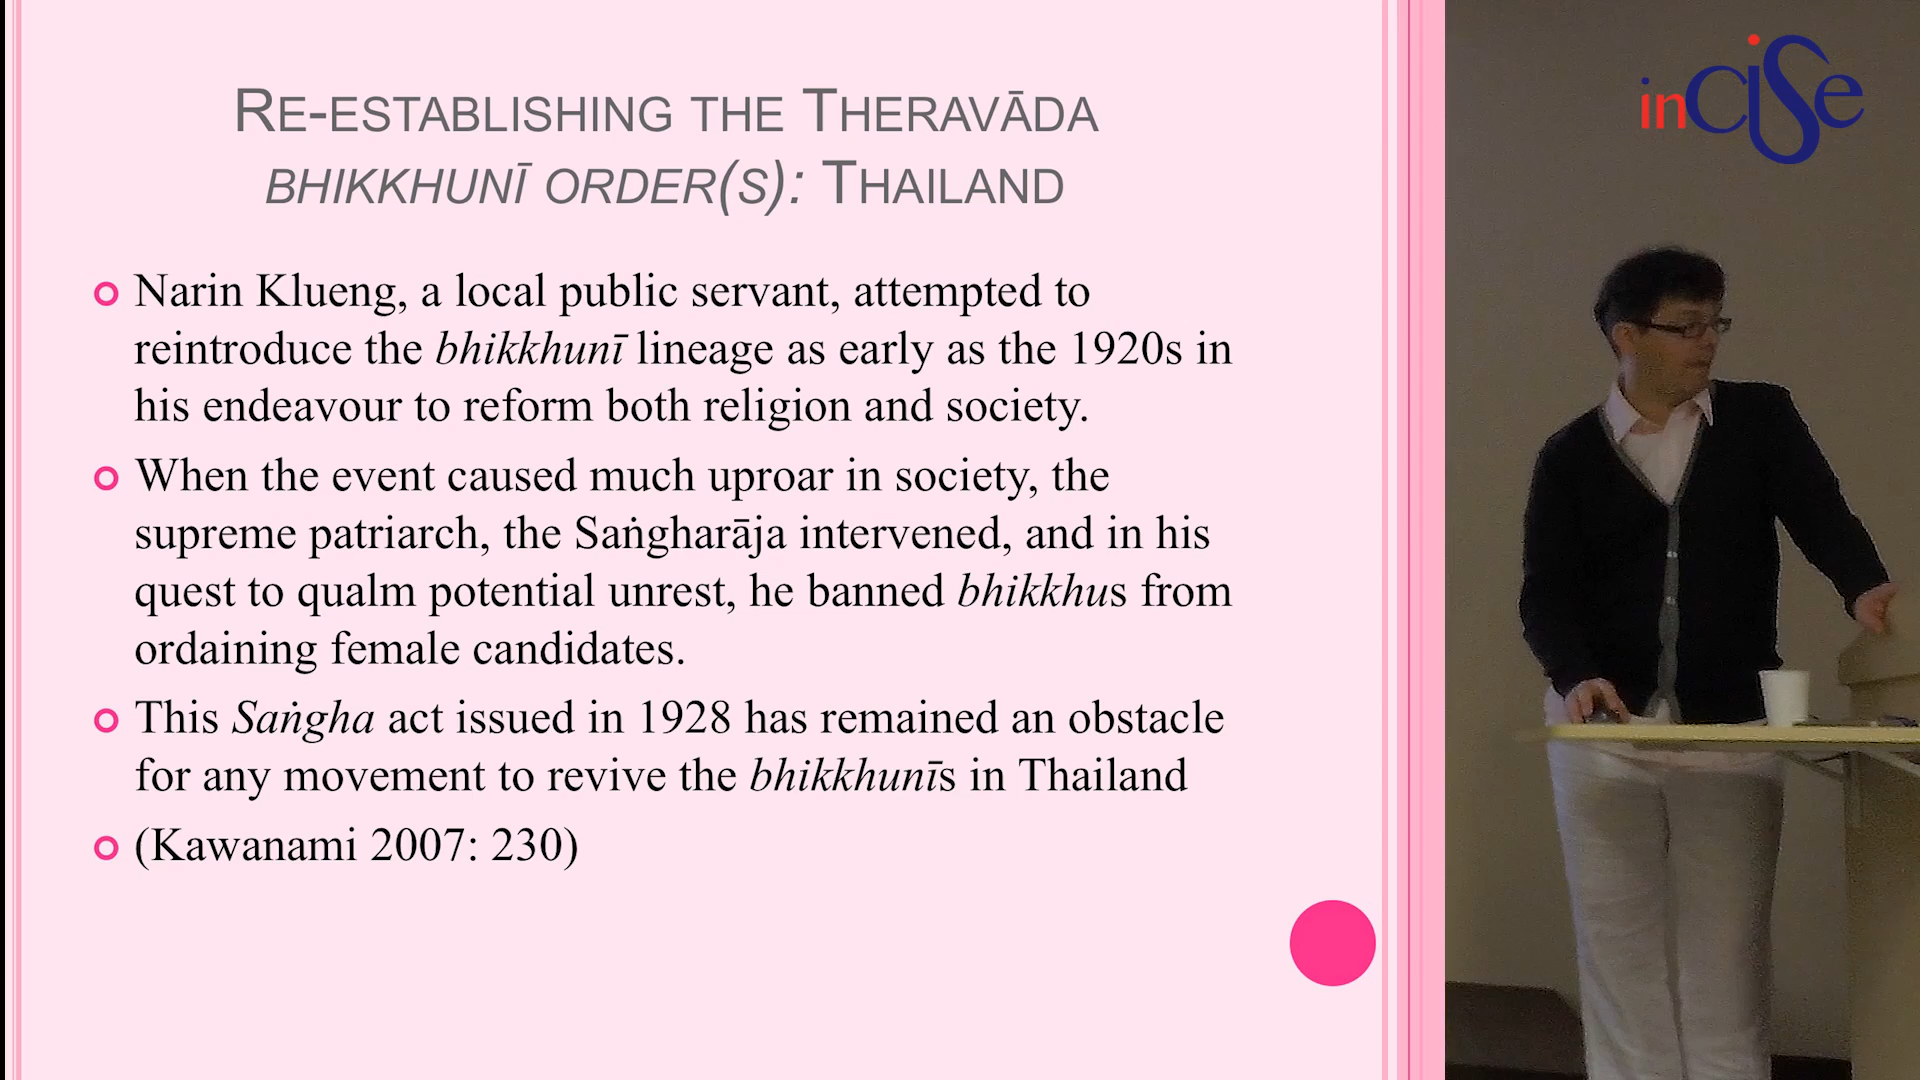 RE-ESTABLISHING THE THERAVĀDA
BHIKKHUNĪ ORDER(S): THAILAND
Narin Klueng, a local public servant, attempted to
reintroduce the bhikkhunī lineage as early as the 1920s in
his endeavour to reform both religion and society.
When the event caused much uproar in society, the
supreme patriarch, the Saṅgharāja intervened, and in his
quest to qualm potential unrest, he banned bhikkhus from
ordaining female candidates.
This Saṅgha act issued in 1928 has remained an obstacle
for any movement to revive the bhikkhunīs in Thailand
(Kawanami 2007: 230)
inCiSe